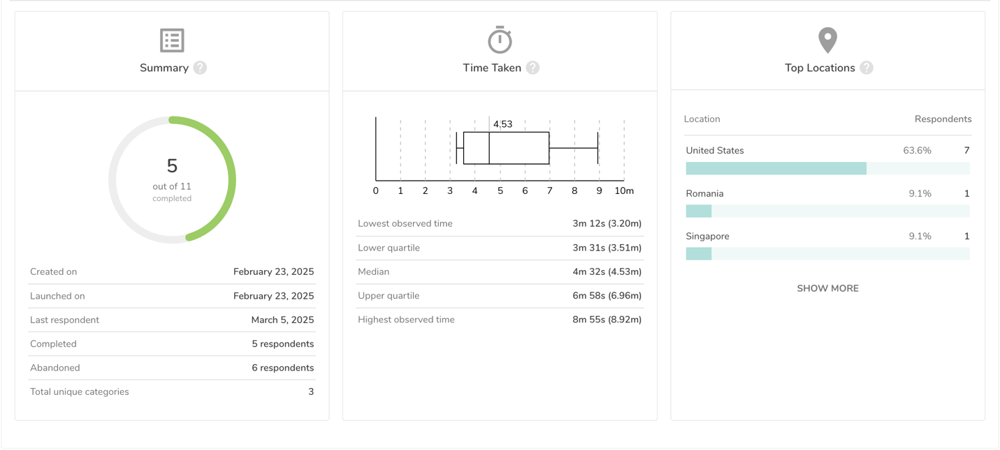 Summary ?
5
out of 11
completed
Created on February 23, 2025
Launched on February 23, 2025
Last respondent March 5, 2025
Completed 5 respondents
Abandoned 6 respondents
Total unique categories 3
Time Taken ?
4.53
0 1 2 3 4 5 6 7 8 9 10m
Lowest observed time 3m 12s (3.20m)
Lower quartile 3m 31s (3.51m)
Median 4m 32s (4.53m)
Upper quartile 6m 58s (6.96m)
Highest observed time 8m 55s (8.92m)
Top Locations ?
Location Respondents
United States 63.6% 7
Romania 9.1% 1
Singapore 9.1% 1
SHOW MORE